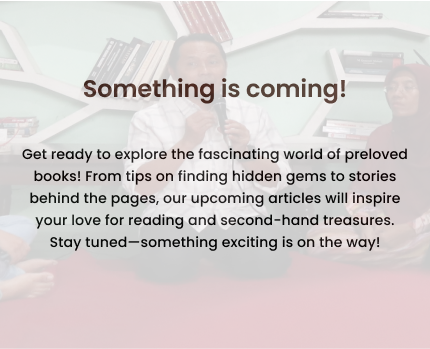 Something is coming!
Get ready to explore the fascinating world of preloved
books! From tips on finding hidden gems to stories
behind the pages, our upcoming articles will inspire
your love for reading and second-hand treasures.
Stay tuned—something exciting is on the way!